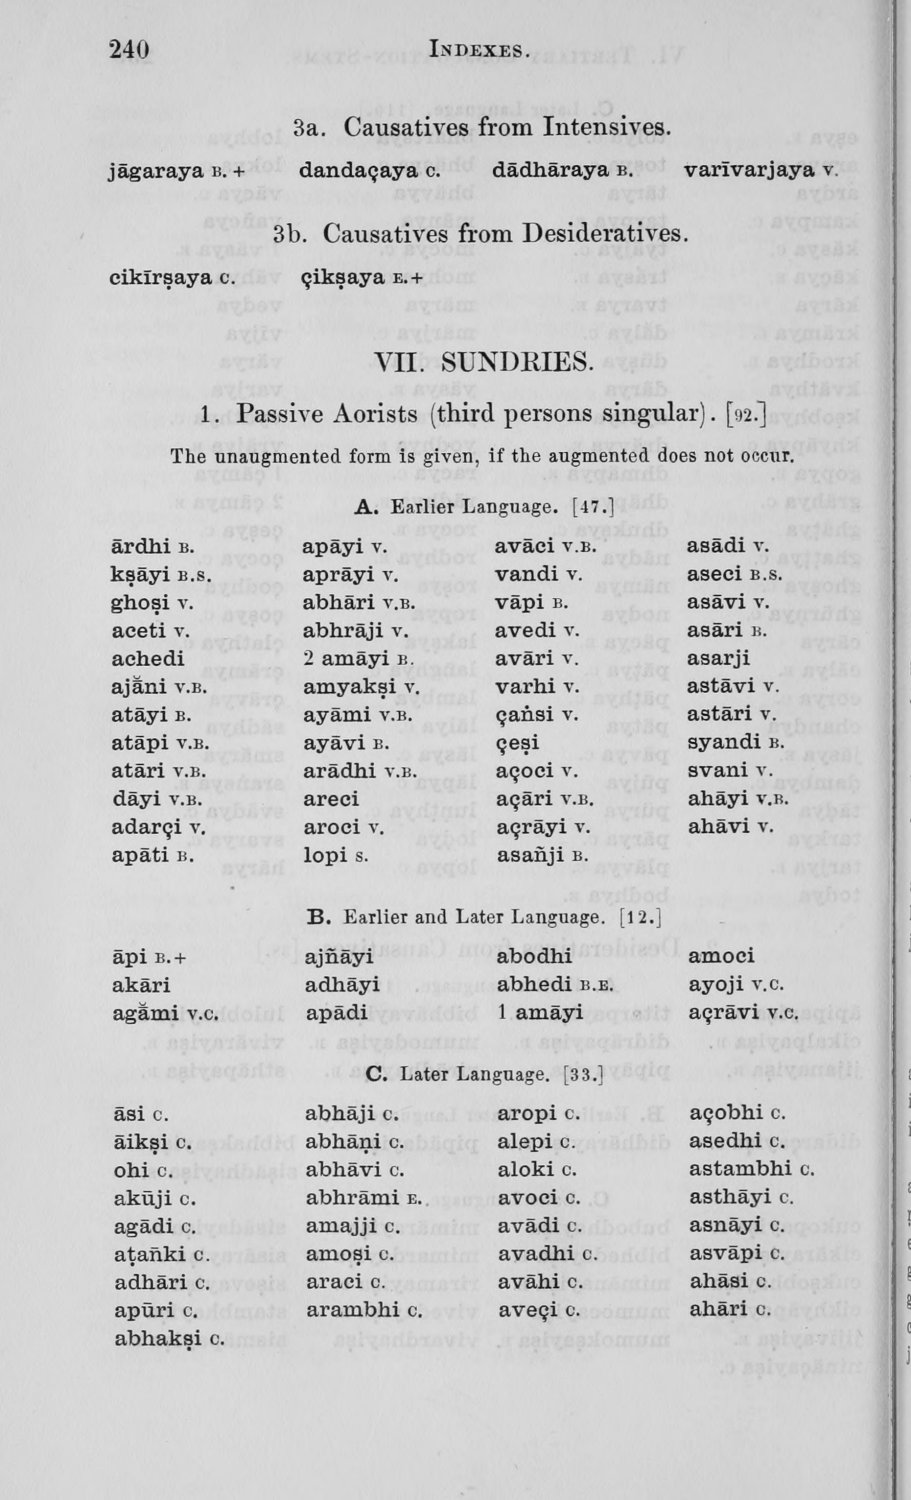 240 INDEXES.
3a. Causatives from Intensives.
jāgaraya B. + dandaçaya C. dādhāraya B. varīvarjaya V.
3b. Causatives from Desideratives.
cikīrṣaya C. çikṣaya E.+
VII. SUNDRIES.
1. Passive Aorists (third persons singular). [92.]
The unaugmented form is given, if the augmented does not occur.
A. Earlier Language. [47.]
ārdhi B. apāyi V. avāci V.B. asādi V.
kṣāyi B.S. aprāyi V. vandi V. aseci B.S.
ghoṣi V. abhāri V.B. vāpi B. asāvi V.
aceti V. abhrāji V. avedi V. asāri B.
achedi 2 amāyi B. avāri V. asarji
ajā̆ni V.B. amyakṣi V. varhi V. astāvi V.
atāyi B. ayāmi V.B. çaṅsi V. astāri V.
atāpi V.B. ayāvi B. çeṣi syandi B.
atāri V.B. arādhi V.B. açoci V. svani V.
dāyi V.B. areci açāri V.B. ahāyi V.B.
adarçi V. aroci V. açrāyi V. ahāvi V.
apāti B. lopi S. asañji B.
B. Earlier and Later Language. [12.]
āpi B.+ ajñāyi abodhi amoci
akāri adhāyi abhedi B.E. ayoji V.C.
agā̆mi V.C. apādi 1 amāyi açrāvi V.C.
C. Later Language. [33.]
āsi C. abhāji C. aropi C. açobhi C.
āikṣi C. abhāṇi C. alepi C. asedhi C.
ohi C. abhāvi C. aloki C. astambhi C.
akūji C. abhrāmi E. avoci C. asthāyi C.
agādi C. amajji C. avādi C. asnāyi C.
aṭan̄ki C. amoṣi C. avadhi C. asvāpi C.
adhāri C. araci C. avāhi C. ahāsi C.
apūri C. arambhi C. aveçi C. ahāri C.
abhakṣi C.